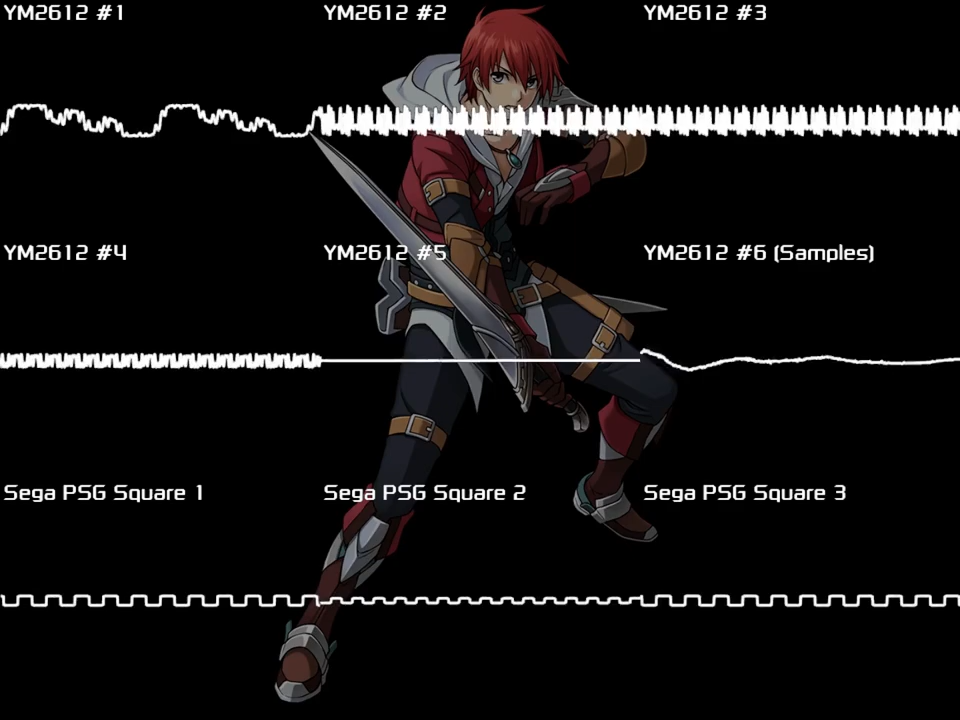 YM2612 #1
YM2612 #2
YM2612 #3
YM2612 #4
YM2612 #5
YM2612 #6 (Samples)
Sega PSG Square 1
Sega PSG Square 2
Sega PSG Square 3